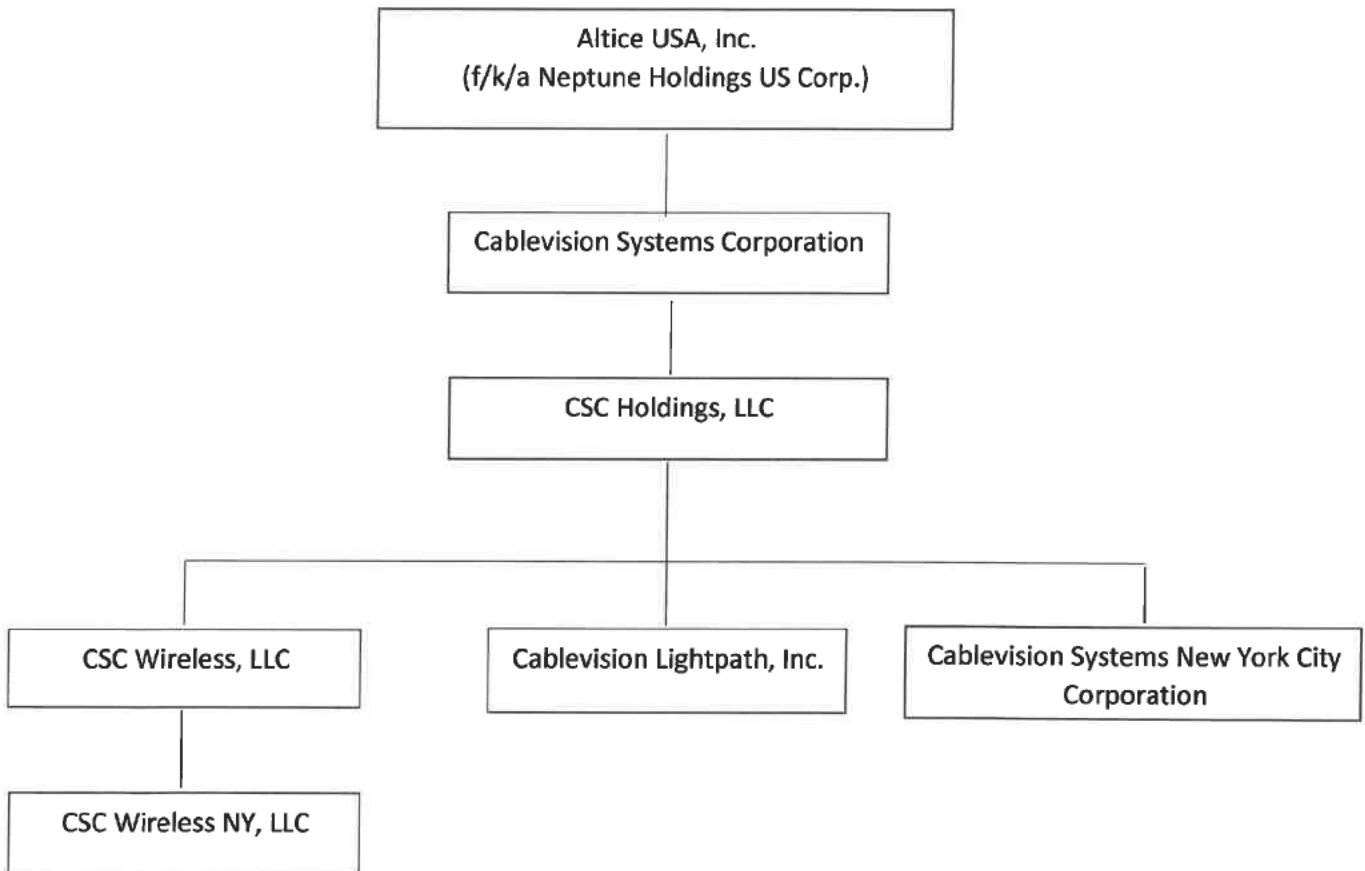 Altice USA, Inc.
(f/k/a Neptune Holdings US Corp.)
Cablevision Systems Corporation
CSC Holdings, LLC
CSC Wireless, LLC
Cablevision Lightpath, Inc.
Cablevision Systems New York City
Corporation
CSC Wireless NY, LLC